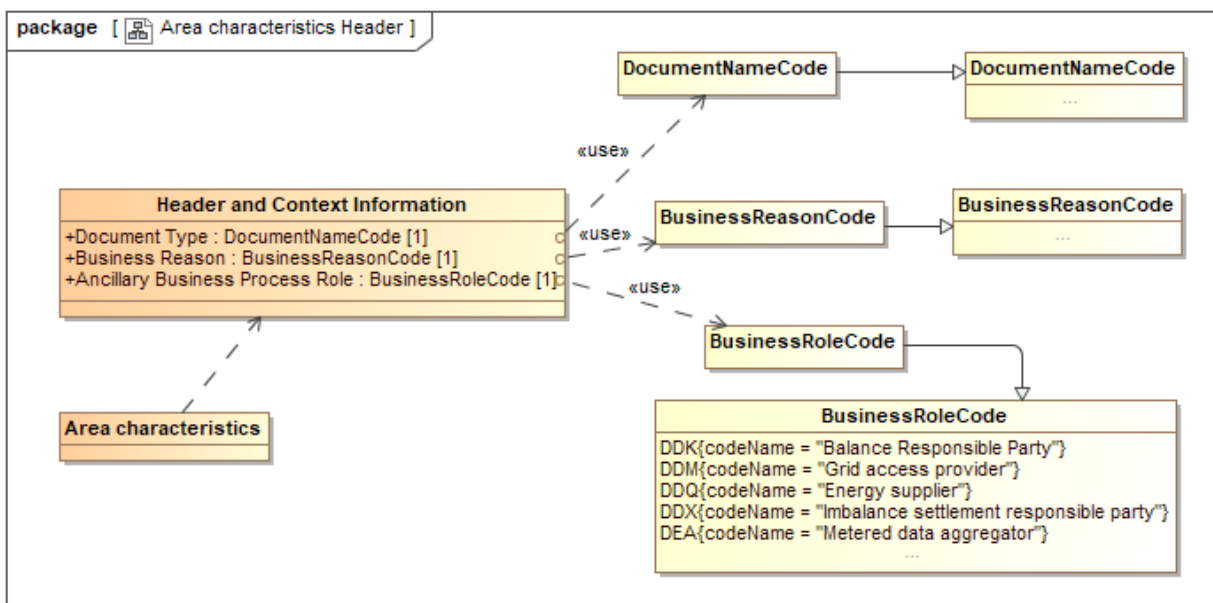 package [ Area characteristics Header ]
DocumentNameCode
DocumentNameCode
...
«use»
Header and Context Information
+Document Type : DocumentNameCode [1]
+Business Reason : BusinessReasonCode [1]
+Ancillary Business Process Role : BusinessRoleCode [1]
«use»
BusinessReasonCode
BusinessReasonCode
...
«use»
BusinessRoleCode
Area characteristics
BusinessRoleCode
DDK{codeName = "Balance Responsible Party"}
DDM{codeName = "Grid access provider"}
DDQ{codeName = "Energy supplier"}
DDX{codeName = "Imbalance settlement responsible party"}
DEA{codeName = "Metered data aggregator"}
...